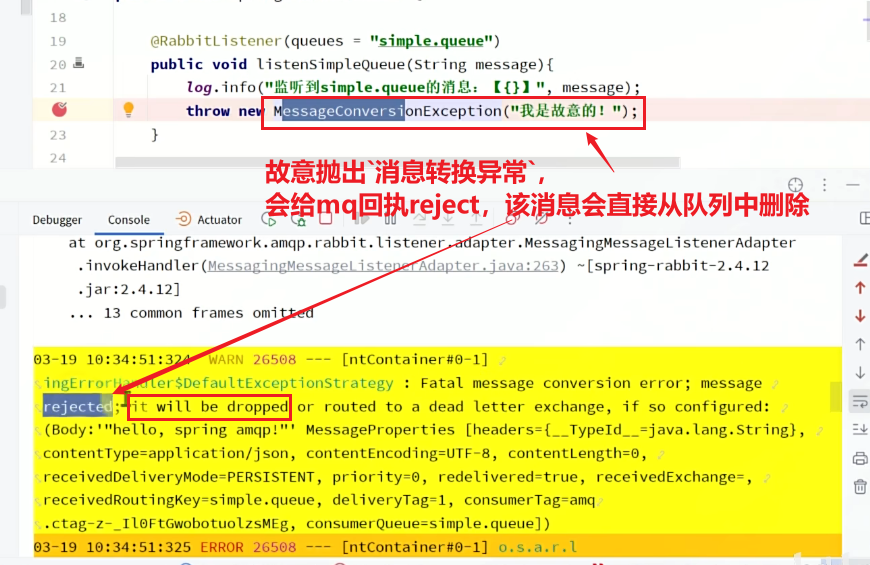 18
19 @RabbitListener(queues = "simple.queue")
20 public void listenSimpleQueue(String message){
21 log.info("监听到simple.queue的消息：【{}】", message);
throw new MessageConversionException("我是故意的！");
23 }
24
故意抛出`消息转换异常`，
会给mq回执reject，该消息会直接从队列中删除
Debugger Console Actuator
at org.springframework.amqp.rabbit.listener.adapter.MessagingMessageListenerAdapter
.invokeHandler(MessagingMessageListenerAdapter.java:263) ~[spring-rabbit-2.4.12
.jar:2.4.12]
... 13 common frames omitted
03-19 10:34:51:324 WARN 26508 --- [ntContainer#0-1]
ingErrorHandler$DefaultExceptionStrategy : Fatal message conversion error; message
rejected; it will be dropped or routed to a dead letter exchange, if so configured:
(Body:'"hello, spring amqp!"' MessageProperties [headers={__TypeId__=java.lang.String},
contentType=application/json, contentEncoding=UTF-8, contentLength=0,
receivedDeliveryMode=PERSISTENT, priority=0, redelivered=true, receivedExchange=,
receivedRoutingKey=simple.queue, deliveryTag=1, consumerTag=amq
.ctag-z-_Il0FtGwobotuolzsMEg, consumerQueue=simple.queue])
03-19 10:34:51:325 ERROR 26508 --- [ntContainer#0-1] o.s.a.r.l